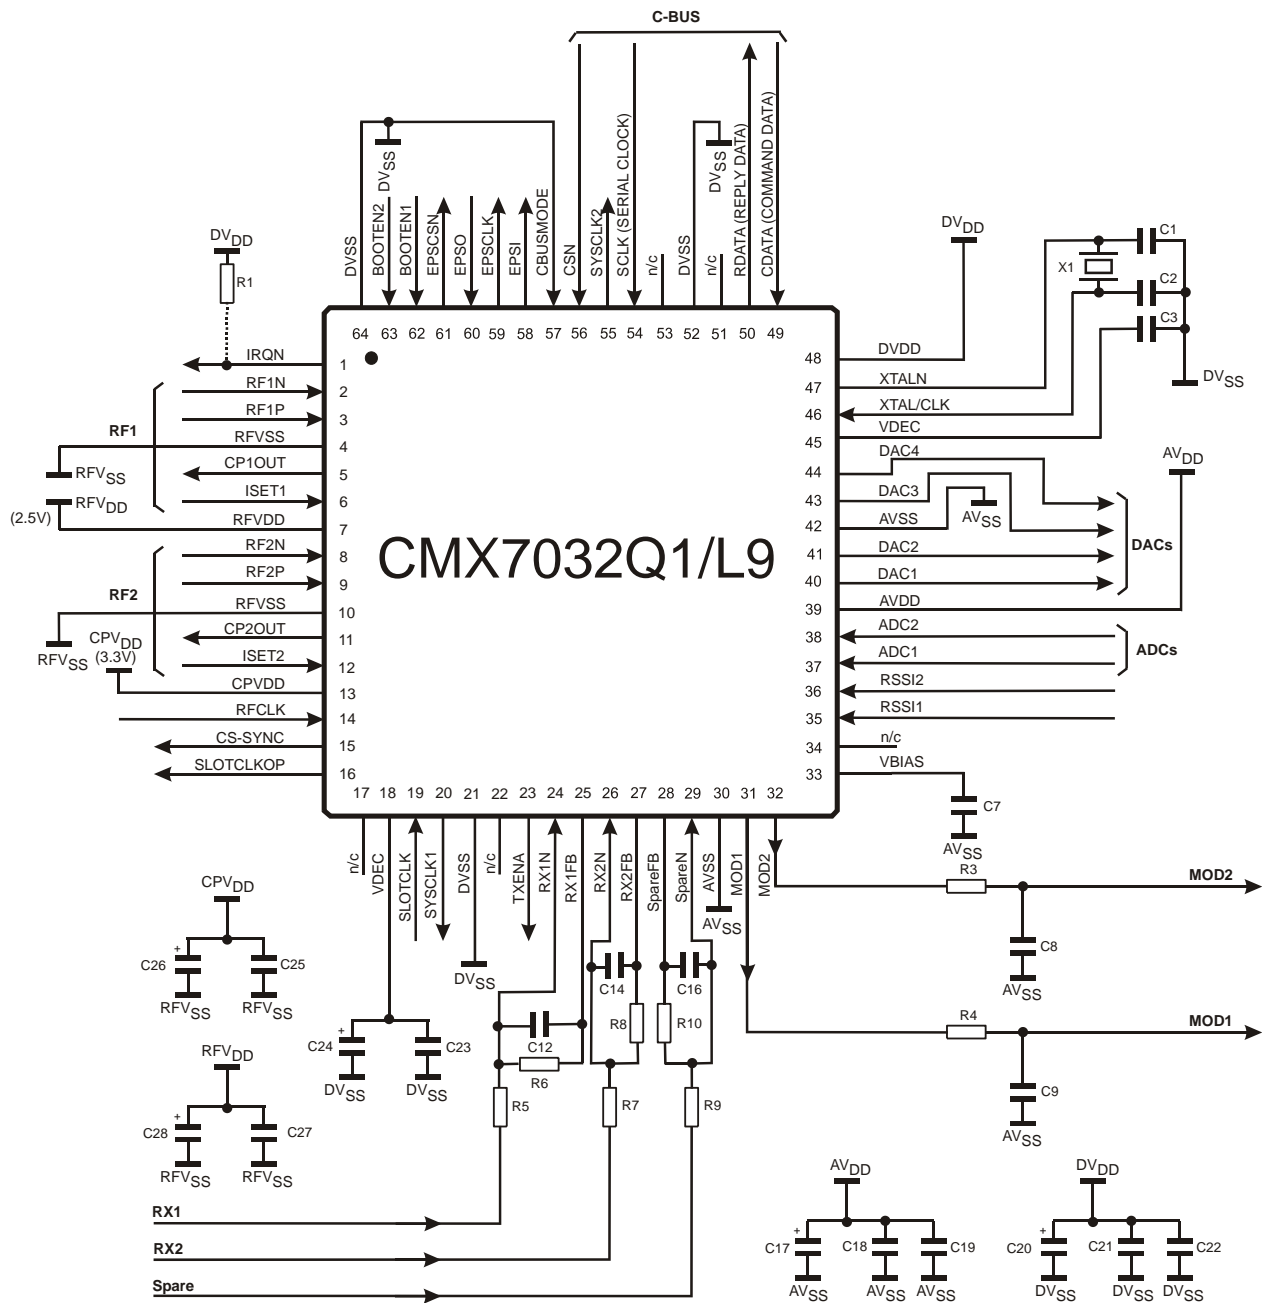 C-BUS
DVSS
BOOTEN2
BOOTEN1
EPSCSN
EPSO
EPSCLK
EPSI
CBUSMODE
CSN
SYSCLK2
SCLK (SERIAL CLOCK)
n/c
DVSS
n/c
RDATA (REPLY DATA)
CDATA (COMMAND DATA)
DVSS
DVSS
64 63 62 61 60 59 58 57 56 55 54 53 52 51 50 49
DVDD
R1
IRQN 1
RF1N 2
RF1P 3
RF1
RFVSS 4
CP1OUT 5
RFVSS
ISET1 6
RFVDD
(2.5V)
RFVDD 7
RF2N 8
RF2P 9
RF2
RFVSS 10
CP2OUT 11
RFVSS
CPVDD
(3.3V)
ISET2 12
CPVDD 13
RFCLK 14
CS-SYNC 15
SLOTCLKOP 16
CMX7032Q1/L9
DVDD
X1
C1
C2
C3
DVSS
48 DVDD
47 XTALN
46 XTAL/CLK
45 VDEC
44 DAC4
43 DAC3
42 AVSS
AVSS
AVDD
41 DAC2
40 DAC1
DACs
39 AVDD
38 ADC2
37 ADC1
ADCs
36 RSSI2
35 RSSI1
34 n/c
33 VBIAS
C7
AVSS
17 18 19 20 21 22 23 24 25 26 27 28 29 30 31 32
n/c
VDEC
SLOTCLK
SYSCLK1
DVSS
n/c
TXENA
RX1N
RX1FB
RX2N
RX2FB
SpareFB
SpareN
AVSS
MOD1
MOD2
AVSS
DVSS
R3
MOD2
C8
AVSS
R4
MOD1
C9
AVSS
CPVDD
C26
+
C25
RFVSS
RFVSS
C24
+
C23
DVSS
DVSS
C12
R6
R5
C14
R8
R7
C16
R10
R9
RFVDD
C28
+
C27
RFVSS
RFVSS
RX1
RX2
Spare
AVDD
C17
+
C18
C19
AVSS
AVSS
AVSS
DVDD
C20
+
C21
C22
DVSS
DVSS
DVSS